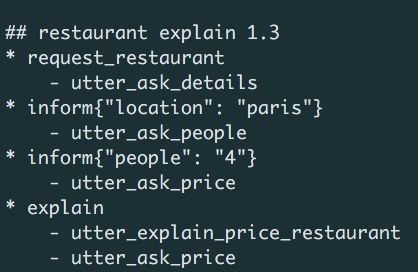 ## restaurant explain 1.3
* request_restaurant
    - utter_ask_details
* inform{"location": "paris"}
    - utter_ask_people
* inform{"people": "4"}
    - utter_ask_price
* explain
    - utter_explain_price_restaurant
    - utter_ask_price